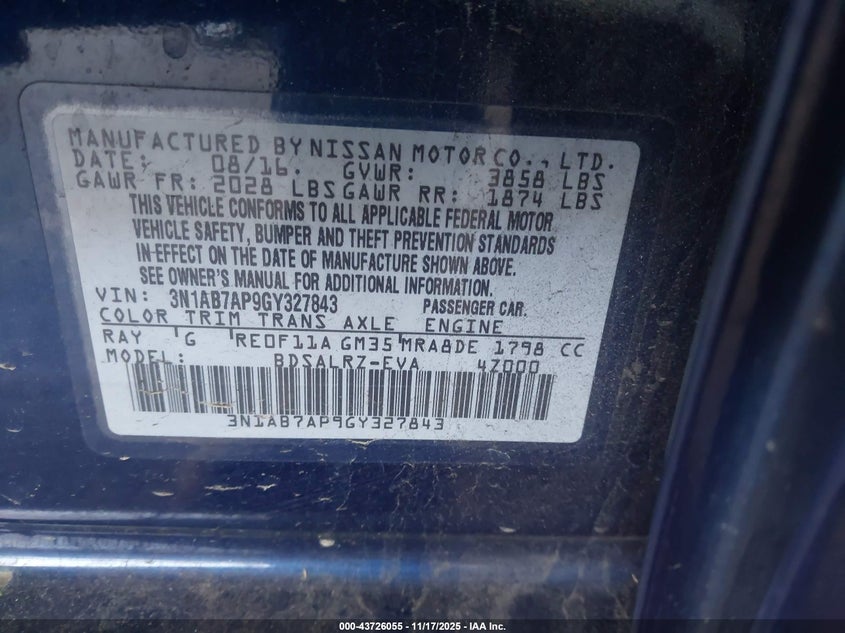 MANUFACTURED BY NISSAN MOTOR CO., LTD.
DATE: 08/16. GVWR: 3858 LBS
GAWR FR: 2028 LBS GAWR RR: 1874 LBS
THIS VEHICLE CONFORMS TO ALL APPLICABLE FEDERAL MOTOR
VEHICLE SAFETY, BUMPER AND THEFT PREVENTION STANDARDS
IN-EFFECT ON THE DATE OF MANUFACTURE SHOWN ABOVE.
SEE OWNER'S MANUAL FOR ADDITIONAL INFORMATION.
VIN: 3N1AB7AP9GY327843 PASSENGER CAR.
COLOR TRIM TRANS AXLE ENGINE
RAY G RE0F11A GM35 MRA8DE 1798 CC
MODEL: BDSALRZ-EVA 4Z000
3N1AB7AP9GY327843
000-43726055 - 11/17/2025 - IAA Inc.